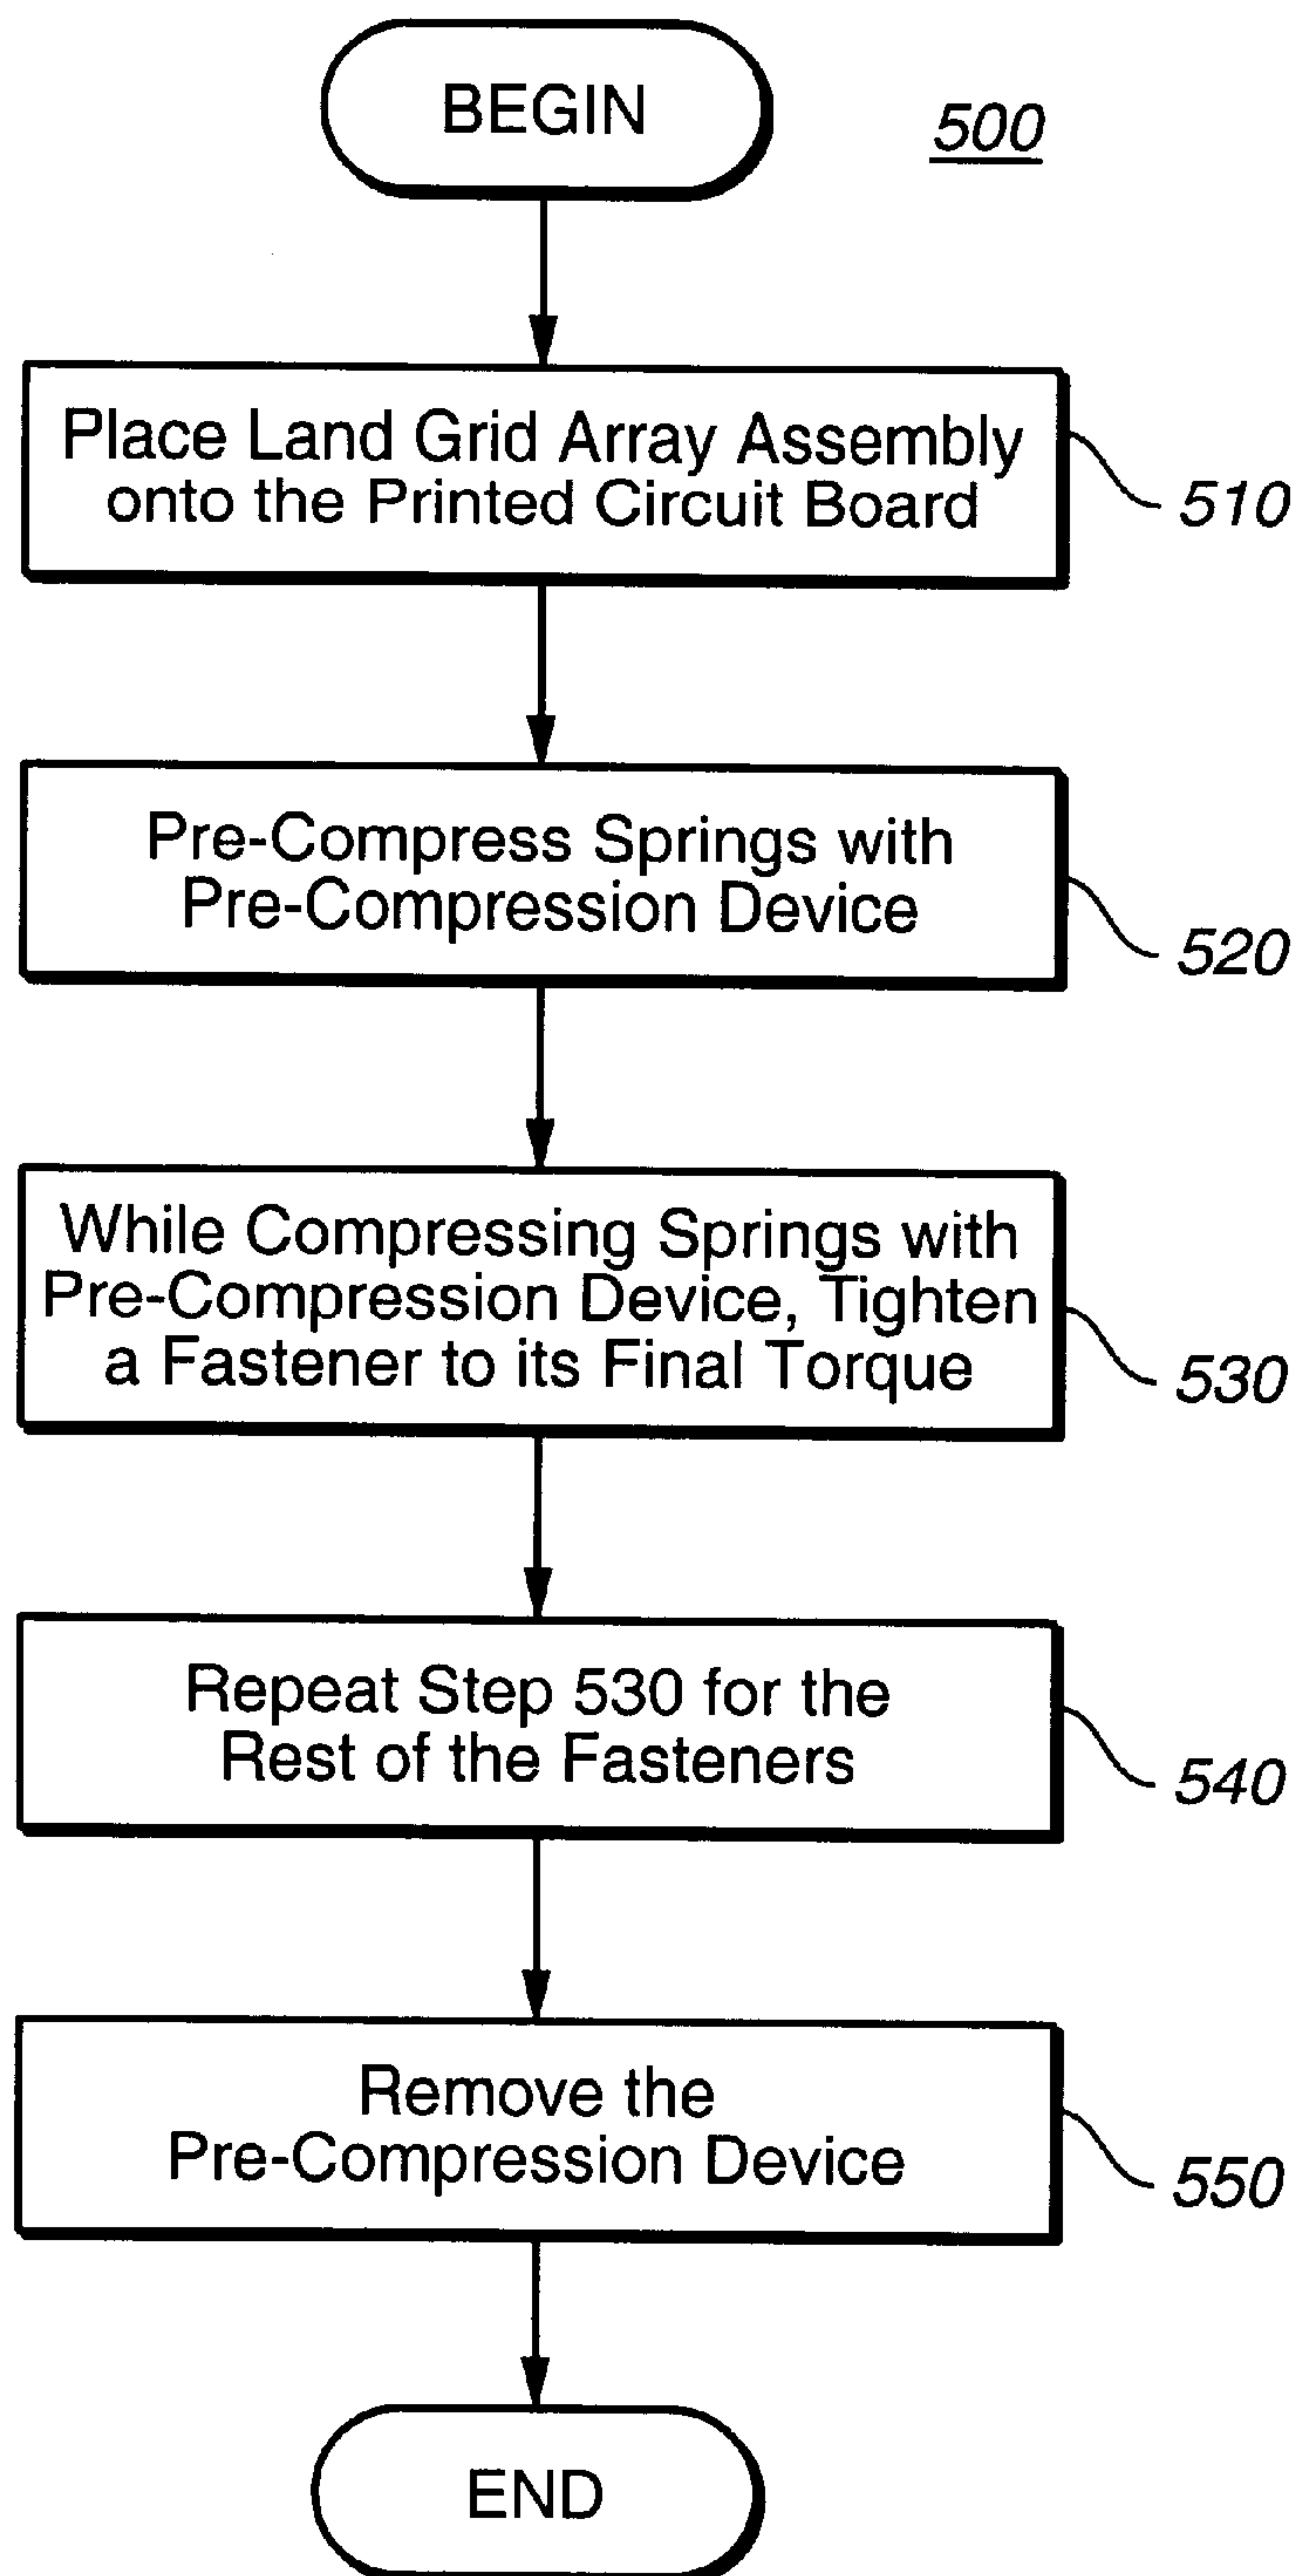 BEGIN
500
Place Land Grid Array Assembly
onto the Printed Circuit Board
510
Pre-Compress Springs with
Pre-Compression Device
520
While Compressing Springs with
Pre-Compression Device, Tighten
a Fastener to its Final Torque
530
Repeat Step 530 for the
Rest of the Fasteners
540
Remove the
Pre-Compression Device
550
END